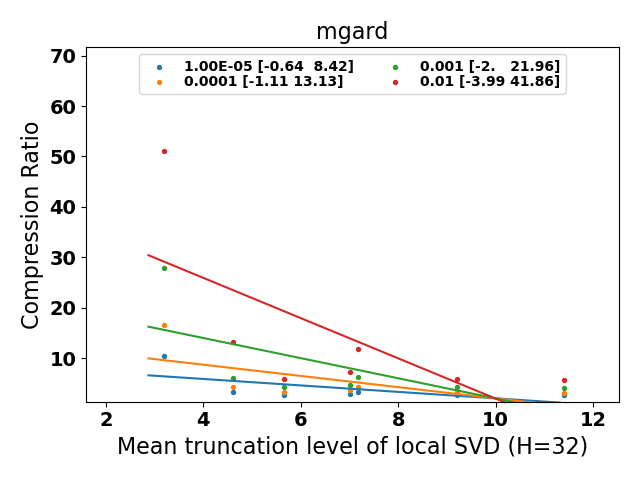 mgard
1.00E-05 [-0.64  8.42]
0.0001 [-1.11 13.13]
0.001 [-2.   21.96]
0.01 [-3.99 41.86]
Compression Ratio
70
60
50
40
30
20
10
2 4 6 8 10 12
Mean truncation level of local SVD (H=32)